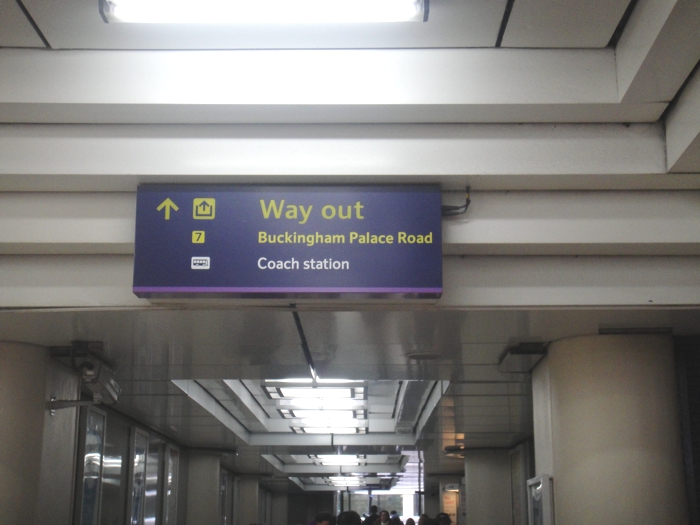 Way out
7 Buckingham Palace Road
Coach station